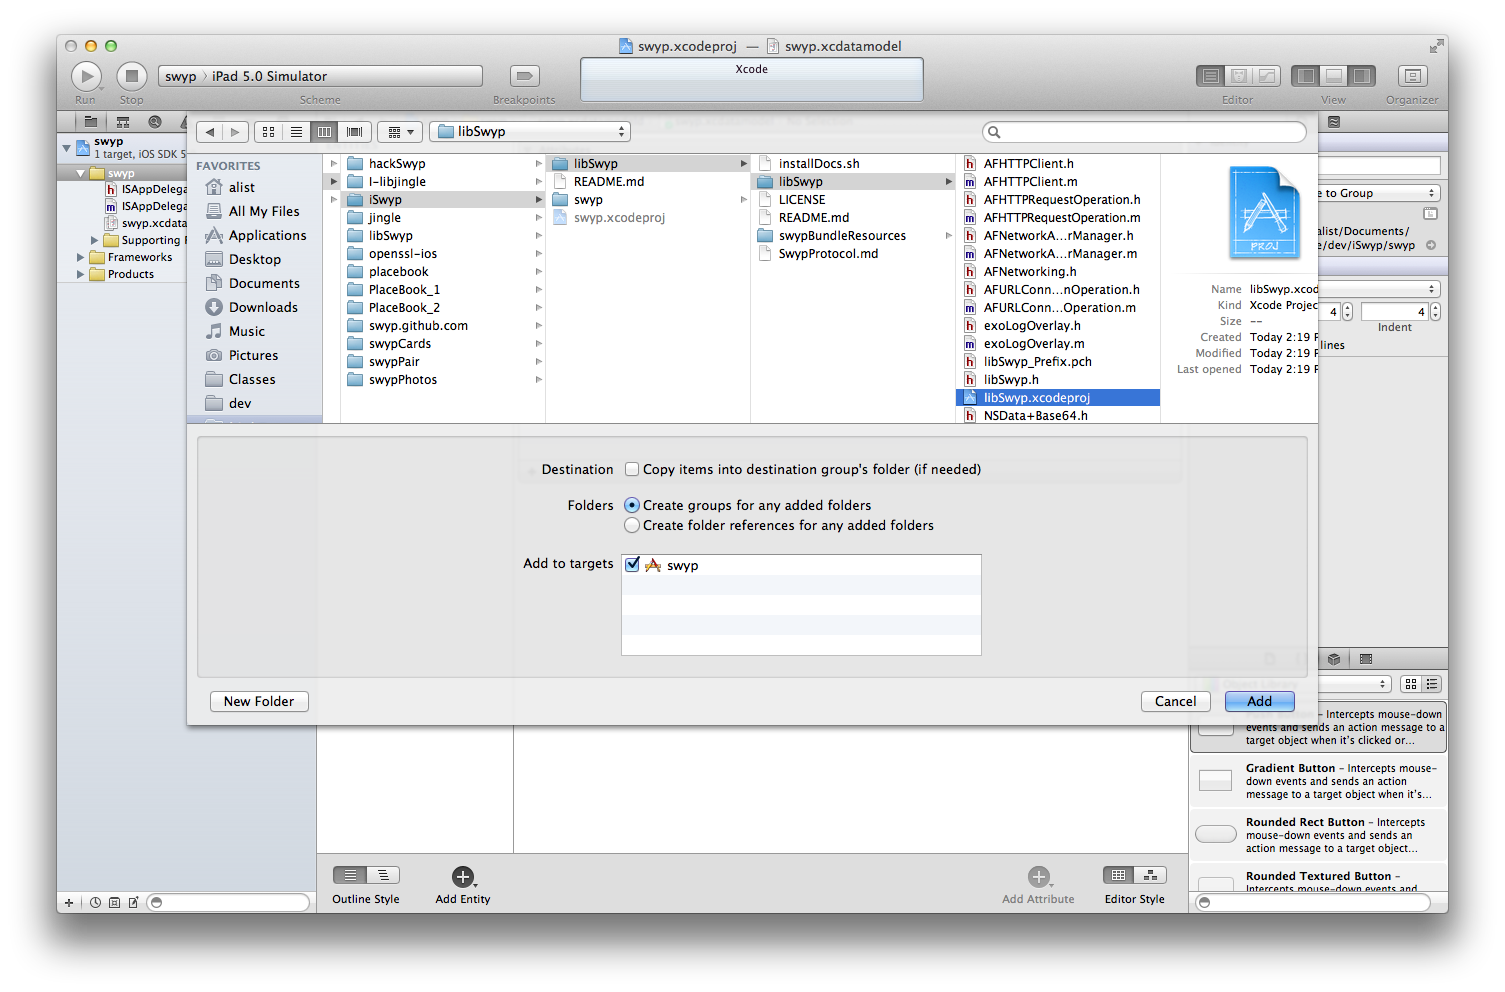 swyp.xcodeproj — swyp.xcdatamodel
swyp › iPad 5.0 Simulator
Xcode
Run Stop Scheme Breakpoints Editor View Organizer
libSwyp
swyp
1 target, iOS SDK 5
swyp
ISAppDelega
ISAppDelega
swyp.xcdata
Supporting F
Frameworks
Products
FAVORITES
alist
All My Files
Applications
Desktop
Documents
Downloads
Music
Pictures
Classes
dev
hackSwyp
l-libjingle
iSwyp
jingle
libSwyp
openssl-ios
placebook
PlaceBook_1
PlaceBook_2
swyp.github.com
swypCards
swypPair
swypPhotos
libSwyp
README.md
swyp
swyp.xcodeproj
installDocs.sh
libSwyp
LICENSE
README.md
swypBundleResources
SwypProtocol.md
AFHTTPClient.h
AFHTTPClient.m
AFHTTPRequestOperation.h
AFHTTPRequestOperation.m
AFNetworkA...rManager.h
AFNetworkA...rManager.m
AFNetworking.h
AFURLConn...nOperation.h
AFURLConn...Operation.m
exoLogOverlay.h
exoLogOverlay.m
libSwyp_Prefix.pch
libSwyp.h
libSwyp.xcodeproj
NSData+Base64.h
PROJ
Name libSwyp.xcod
Kind Xcode Projec
Size --
Created Today 2:19 P
Modified Today 2:19 P
Last opened Today 2:19 P
e to Group
alist/Documents/
e/dev/iSwyp/swyp
4 4
Indent
lines
Destination Copy items into destination group's folder (if needed)
Folders Create groups for any added folders
Create folder references for any added folders
Add to targets swyp
New Folder Cancel Add
Object Library
– Intercepts mouse-down
events and sends an action message to a
target object when it's clicked or...
Gradient Button – Intercepts mouse-
down events and sends an action
message to a target object when it's...
Rounded Rect Button – Intercepts
mouse-down events and sends an
action message to a target object...
Rounded Textured Button –
Intercepts mouse-down events and
Outline Style Add Entity Add Attribute Editor Style